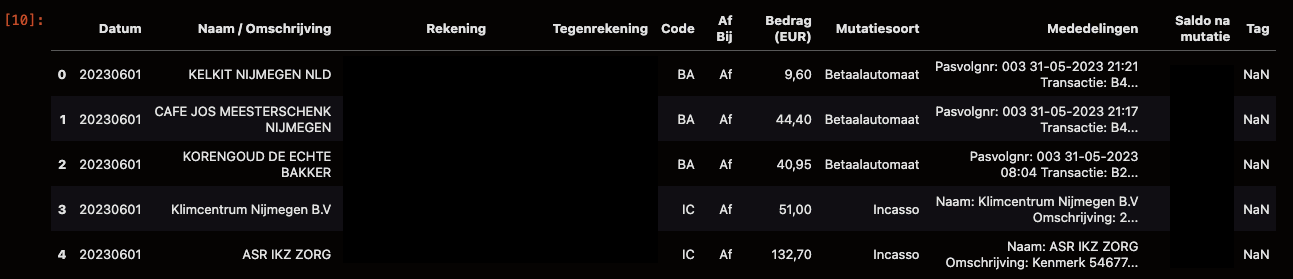 [10]:
Datum Naam / Omschrijving Rekening Tegenrekening Code Af Bij Bedrag (EUR) Mutatiesoort Mededelingen Saldo na mutatie Tag
0 20230601 KELKIT NIJMEGEN NLD BA Af 9,60 Betaalautomaat Pasvolgnr: 003 31-05-2023 21:21 Transactie: B4... NaN
1 20230601 CAFE JOS MEESTERSCHENK NIJMEGEN BA Af 44,40 Betaalautomaat Pasvolgnr: 003 31-05-2023 21:17 Transactie: B4... NaN
2 20230601 KORENGOUD DE ECHTE BAKKER BA Af 40,95 Betaalautomaat Pasvolgnr: 003 31-05-2023 08:04 Transactie: B2... NaN
3 20230601 Klimcentrum Nijmegen B.V IC Af 51,00 Incasso Naam: Klimcentrum Nijmegen B.V Omschrijving: 2... NaN
4 20230601 ASR IKZ ZORG IC Af 132,70 Incasso Naam: ASR IKZ ZORG Omschrijving: Kenmerk 54677... NaN